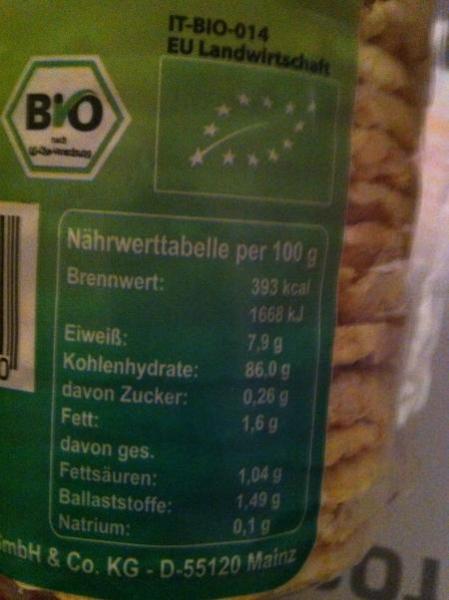 IT-BIO-014
EU Landwirtschaft
BIO
nach
Nährwerttabelle per 100 g
Brennwert: 393 kcal
1668 kJ
Eiweiß: 7,9 g
Kohlenhydrate: 86.0 g
davon Zucker: 0,26 g
Fett: 1,6 g
davon ges.
Fettsäuren: 1,04 g
Ballaststoffe: 1,49 g
Natrium: 0,1 g
mbH & Co. KG - D-55120 Mainz